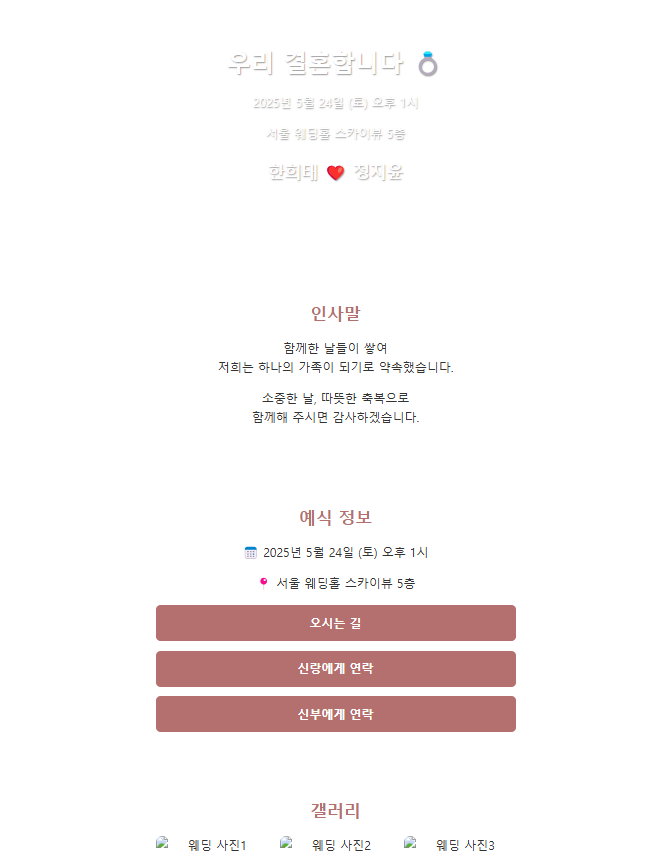 우리 결혼합니다 💍
2025년 5월 24일 (토) 오후 1시
서울 웨딩홀 스카이뷰 5층
한희태 ❤️ 정지윤
인사말
함께한 날들이 쌓여
저희는 하나의 가족이 되기로 약속했습니다.
소중한 날, 따뜻한 축복으로
함께해 주시면 감사하겠습니다.
예식 정보
📅 2025년 5월 24일 (토) 오후 1시
📍 서울 웨딩홀 스카이뷰 5층
오시는 길
신랑에게 연락
신부에게 연락
갤러리
웨딩 사진1 웨딩 사진2 웨딩 사진3